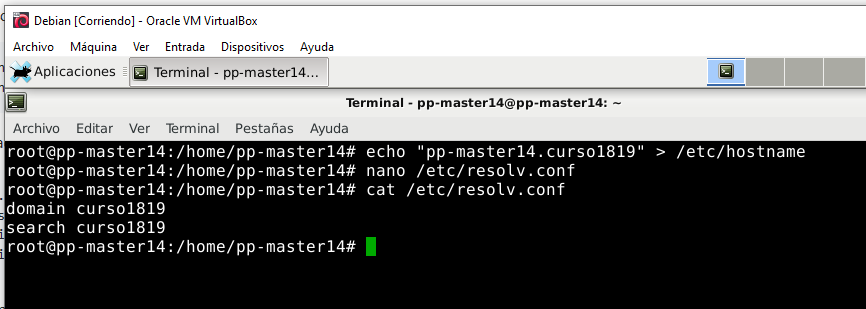 Debian [Corriendo] - Oracle VM VirtualBox
Archivo Máquina Ver Entrada Dispositivos Ayuda
Aplicaciones Terminal - pp-master14...
Terminal - pp-master14@pp-master14: ~
Archivo Editar Ver Terminal Pestañas Ayuda
root@pp-master14:/home/pp-master14# echo "pp-master14.curso1819" > /etc/hostname
root@pp-master14:/home/pp-master14# nano /etc/resolv.conf
root@pp-master14:/home/pp-master14# cat /etc/resolv.conf
domain curso1819
search curso1819
root@pp-master14:/home/pp-master14#